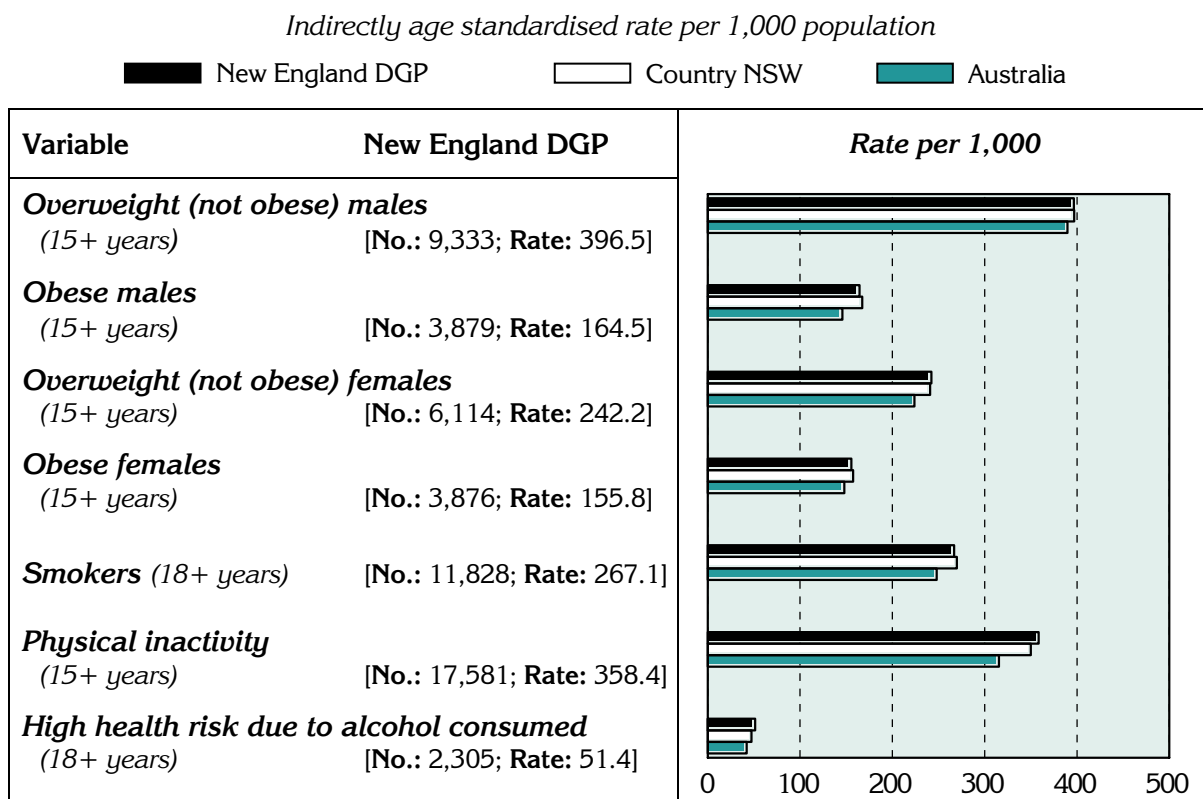 Indirectly age standardised rate per 1,000 population
New England DGP Country NSW Australia
Variable New England DGP Rate per 1,000
Overweight (not obese) males
(15+ years) [No.: 9,333; Rate: 396.5]
Obese males
(15+ years) [No.: 3,879; Rate: 164.5]
Overweight (not obese) females
(15+ years) [No.: 6,114; Rate: 242.2]
Obese females
(15+ years) [No.: 3,876; Rate: 155.8]
Smokers (18+ years) [No.: 11,828; Rate: 267.1]
Physical inactivity
(15+ years) [No.: 17,581; Rate: 358.4]
High health risk due to alcohol consumed
(18+ years) [No.: 2,305; Rate: 51.4]
0 100 200 300 400 500